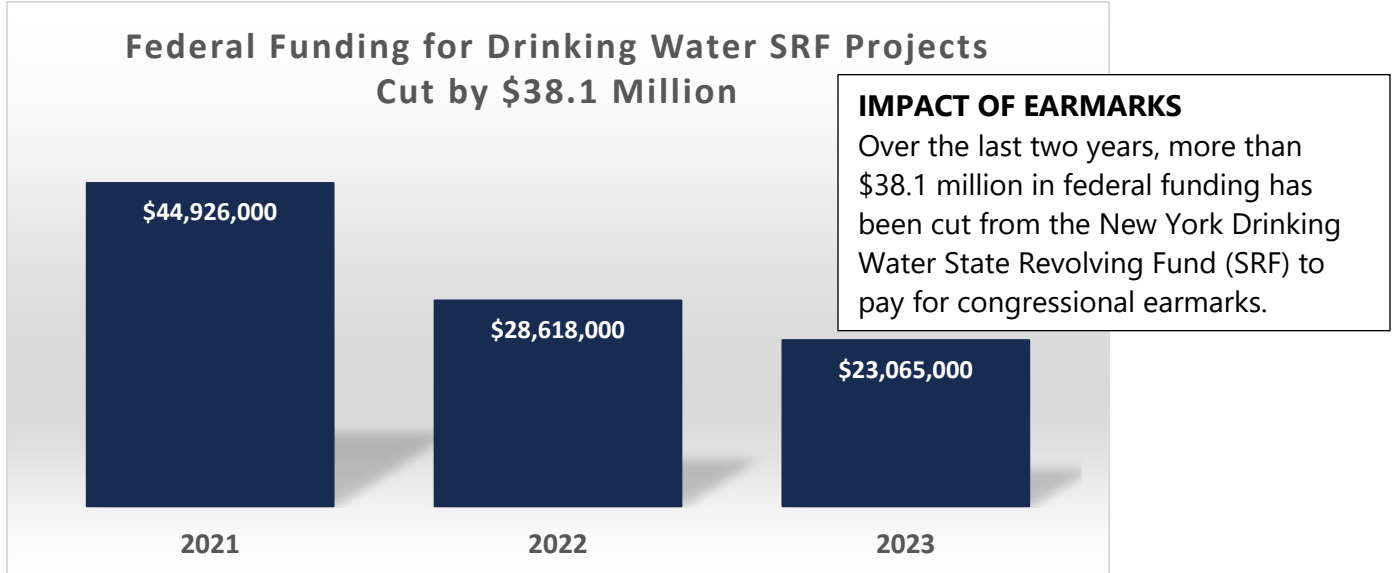 Federal Funding for Drinking Water SRF Projects
Cut by $38.1 Million
IMPACT OF EARMARKS
Over the last two years, more than
$38.1 million in federal funding has
been cut from the New York Drinking
Water State Revolving Fund (SRF) to
pay for congressional earmarks.
$44,926,000
$28,618,000
$23,065,000
2021
2022
2023